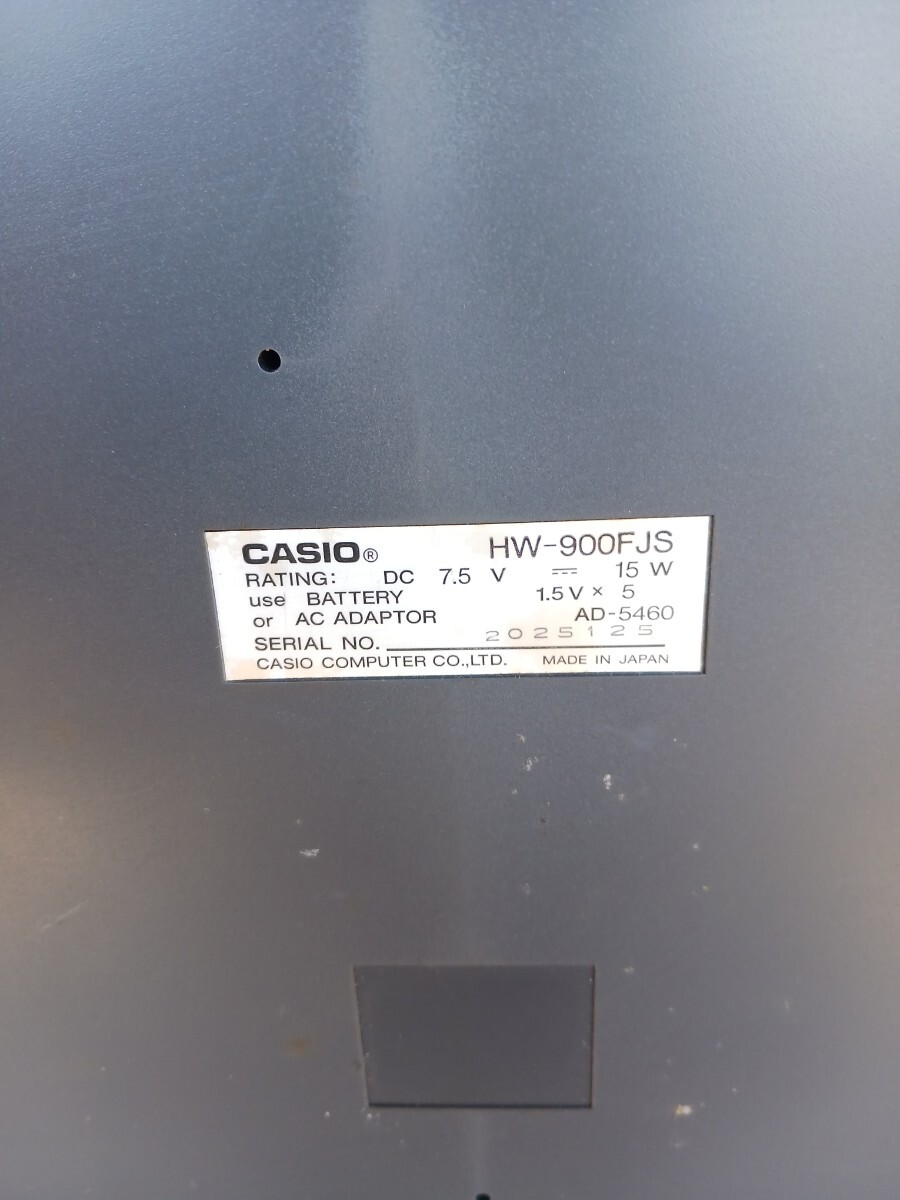 CASIO® HW-900FJS
RATING: DC 7.5 V ⎓ 15 W
use BATTERY 1.5V × 5
or AC ADAPTOR AD-5460
SERIAL NO. 2025125
CASIO COMPUTER CO.,LTD. MADE IN JAPAN